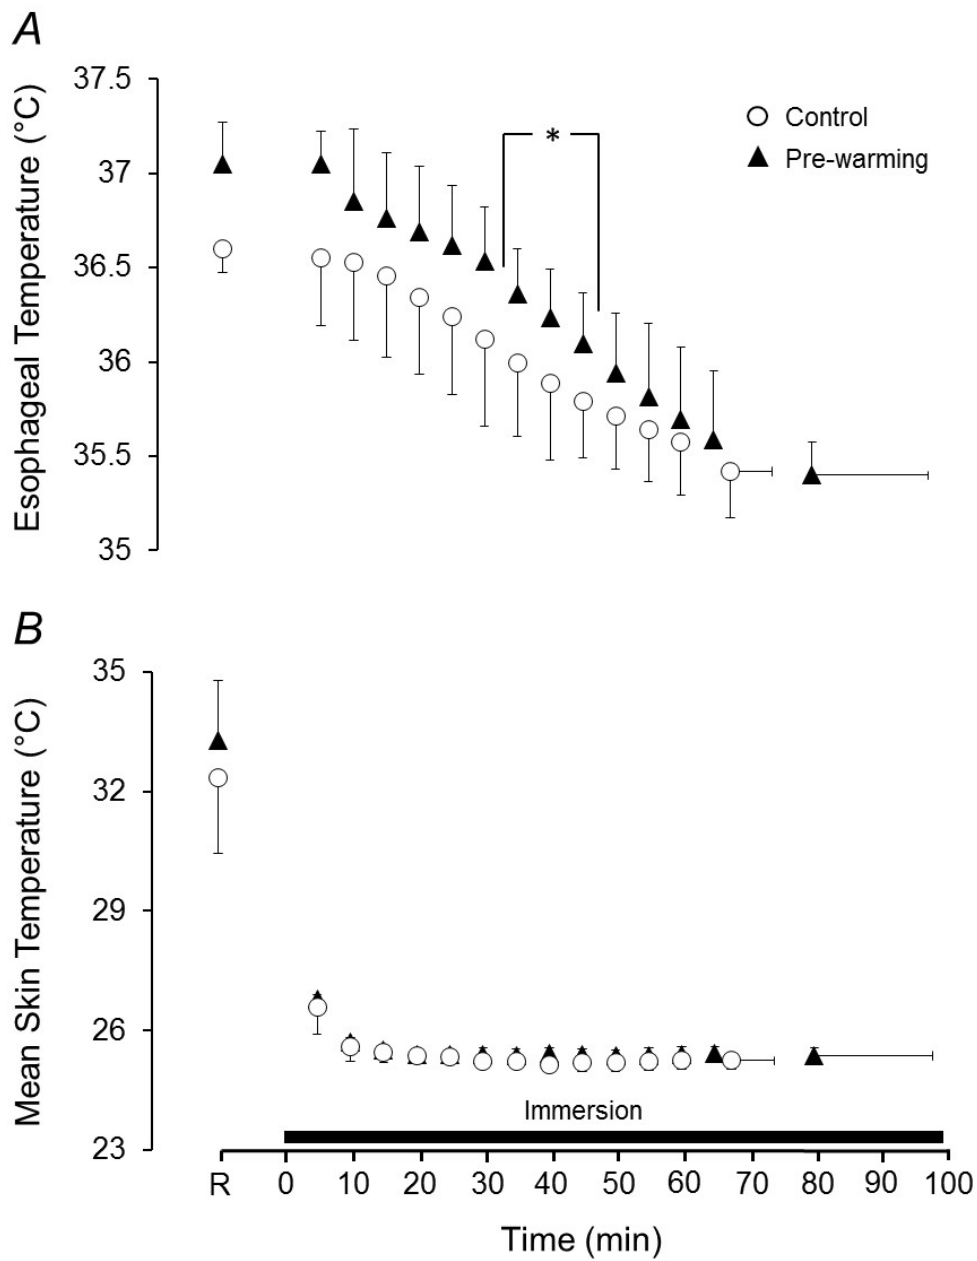 A
Esophageal Temperature (°C)
37.5
37
36.5
36
35.5
35
*
Control
Pre-warming
B
Mean Skin Temperature (°C)
35
32
29
26
23
Immersion
R 0 10 20 30 40 50 60 70 80 90 100
Time (min)